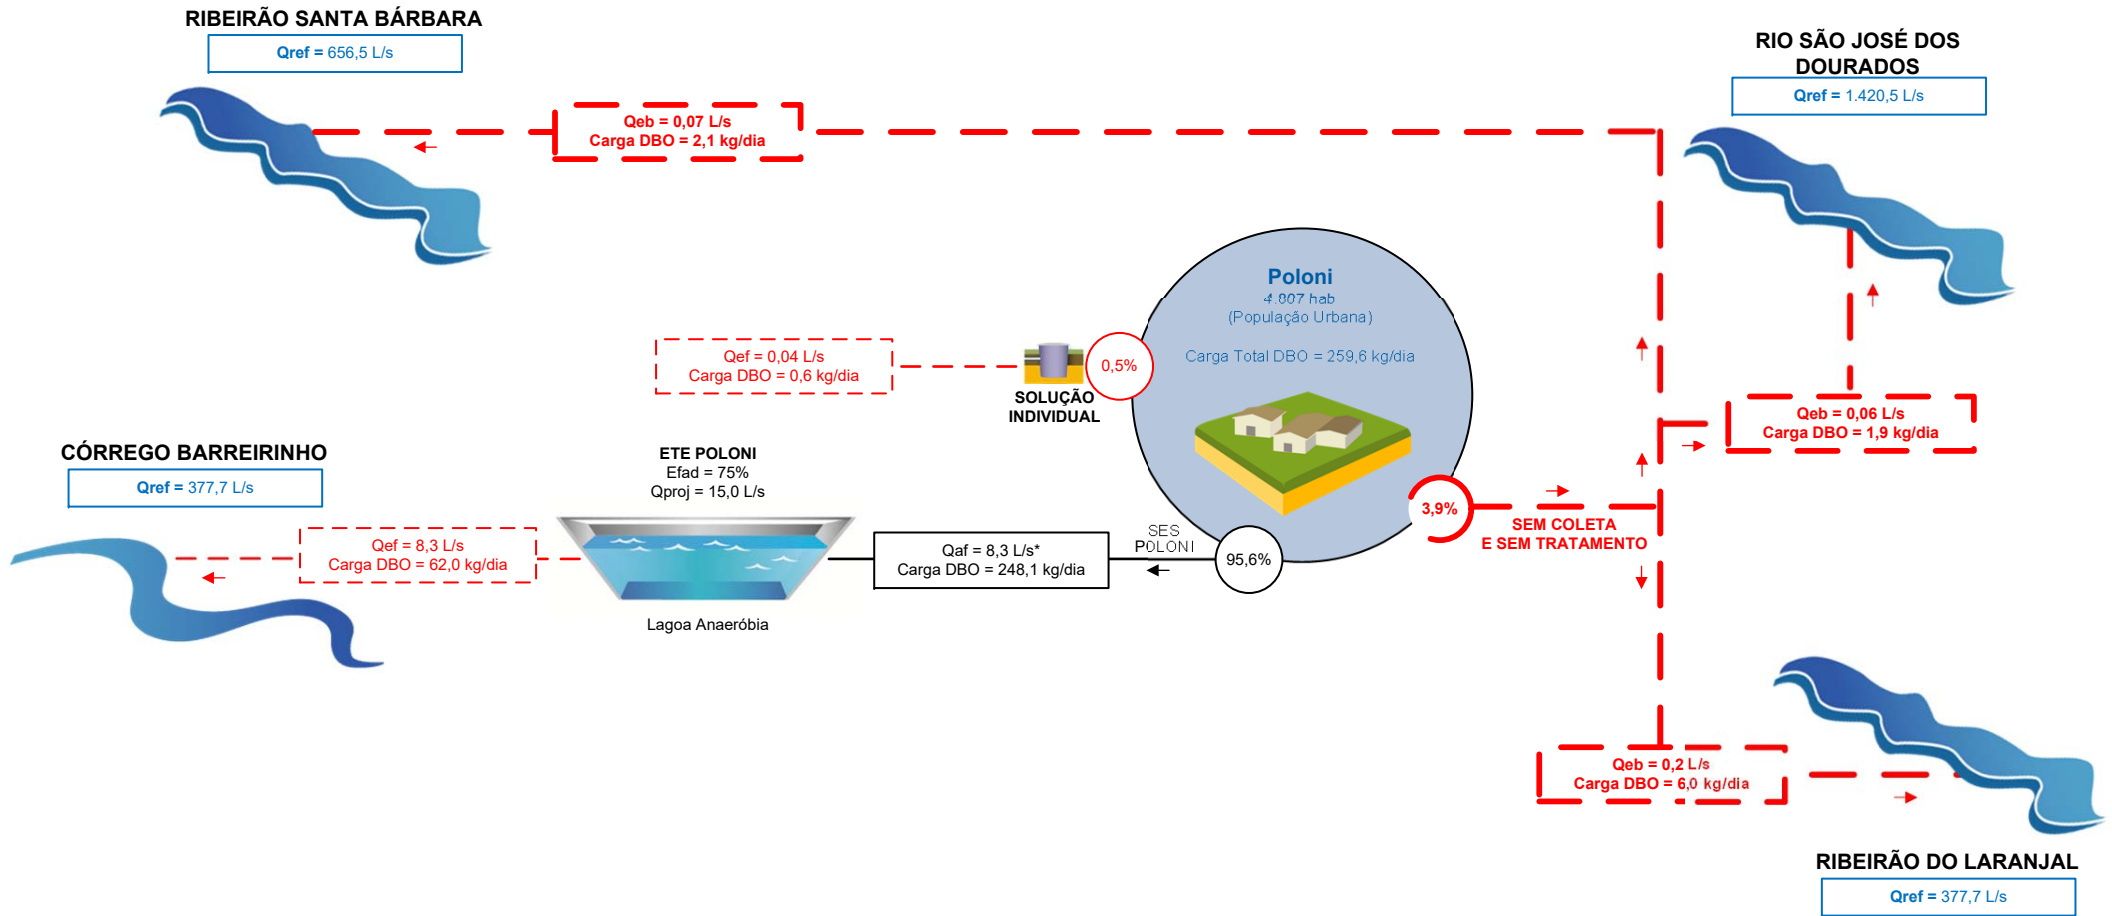 RIBEIRÃO SANTA BÁRBARA
Qref = 656,5 L/s
RIO SÃO JOSÉ DOS
DOURADOS
Qref = 1.420,5 L/s
Qeb = 0,07 L/s
Carga DBO = 2,1 kg/dia
Poloni
4.807 hab
(População Urbana)
Carga Total DBO = 259,6 kg/dia
Qef = 0,04 L/s
Carga DBO = 0,6 kg/dia
0,5%
SOLUÇÃO
INDIVIDUAL
Qeb = 0,06 L/s
Carga DBO = 1,9 kg/dia
CÓRREGO BARREIRINHO
Qref = 377,7 L/s
ETE POLONI
Efad = 75%
Qproj = 15,0 L/s
3,9%
SEM COLETA
E SEM TRATAMENTO
Qef = 8,3 L/s
Carga DBO = 62,0 kg/dia
Qaf = 8,3 L/s*
Carga DBO = 248,1 kg/dia
SES
POLONI
95,6%
Lagoa Anaeróbia
Qeb = 0,2 L/s
Carga DBO = 6,0 kg/dia
RIBEIRÃO DO LARANJAL
Qref = 377,7 L/s